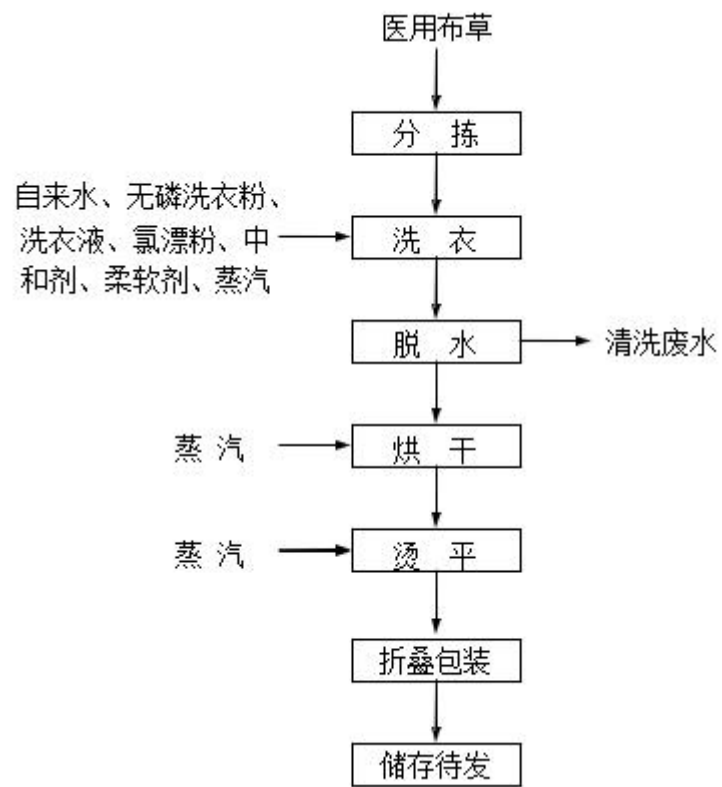 医用布草
分 拣
自来水、无磷洗衣粉、
洗衣液、氯漂粉、中
和剂、柔软剂、蒸汽
洗 衣
脱 水
清洗废水
蒸 汽
烘 干
蒸 汽
烫 平
折叠包装
储存待发